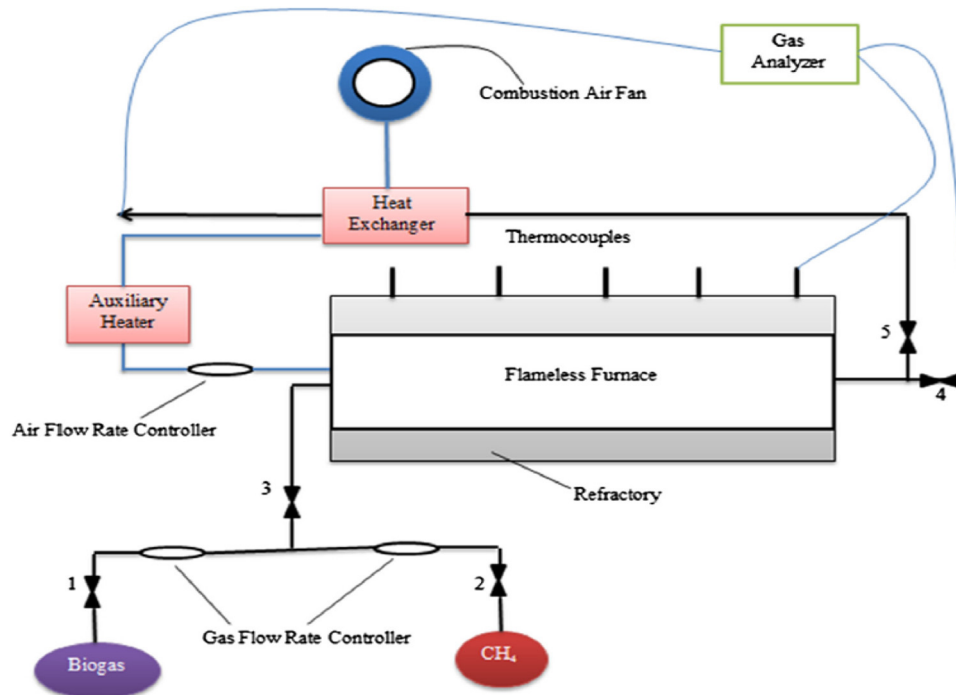 Gas
Analyzer
Combustion Air Fan
Heat
Exchanger
Thermocouples
Auxiliary
Heater
5
Flameless Furnace
4
Air Flow Rate Controller
3
Refractory
1
2
Gas Flow Rate Controller
Biogas
CH₄